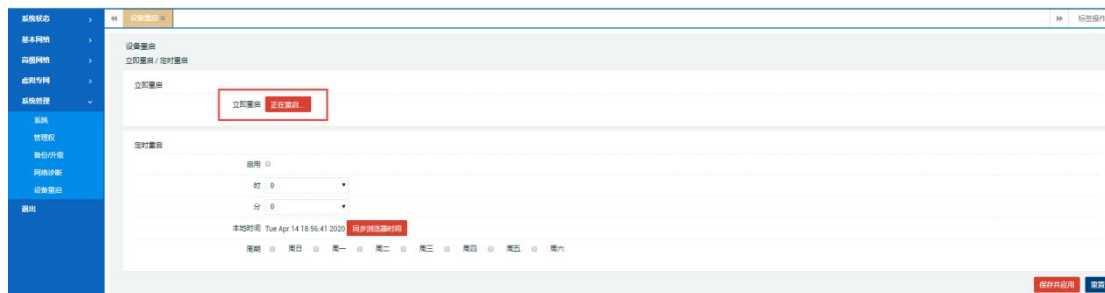 系统状态
基本网络
高级网络
虚拟专网
系统管理
系统
管理权
备份/升级
网络诊断
设备重启
退出
设备重启
标签操作
设备重启
立即重启 / 定时重启
立即重启
立即重启 正在重启...
定时重启
启用
时 0
分 0
本地时间 Tue Apr 14 18:56:41 2020 同步浏览器时间
周期 周日 周一 周二 周三 周四 周五 周六
保存并应用 重置